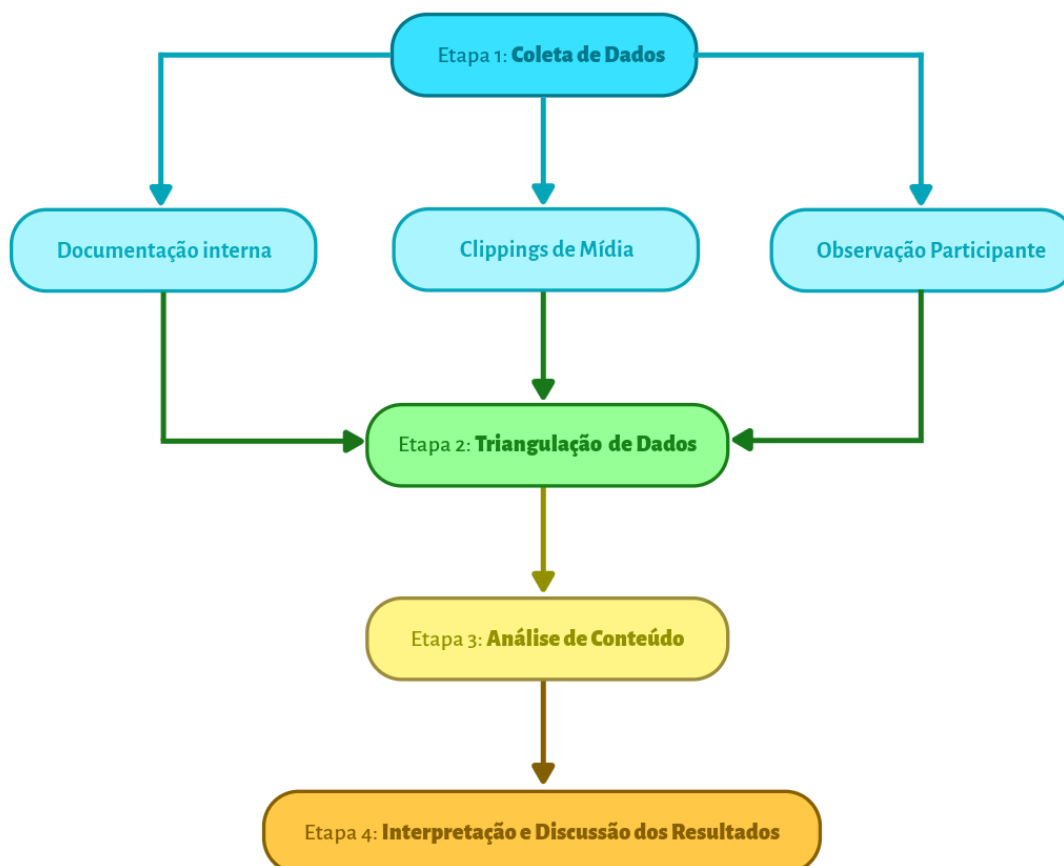 Etapa 1: Coleta de Dados
Documentação interna
Clippings de Mídia
Observação Participante
Etapa 2: Triangulação de Dados
Etapa 3: Análise de Conteúdo
Etapa 4: Interpretação e Discussão dos Resultados